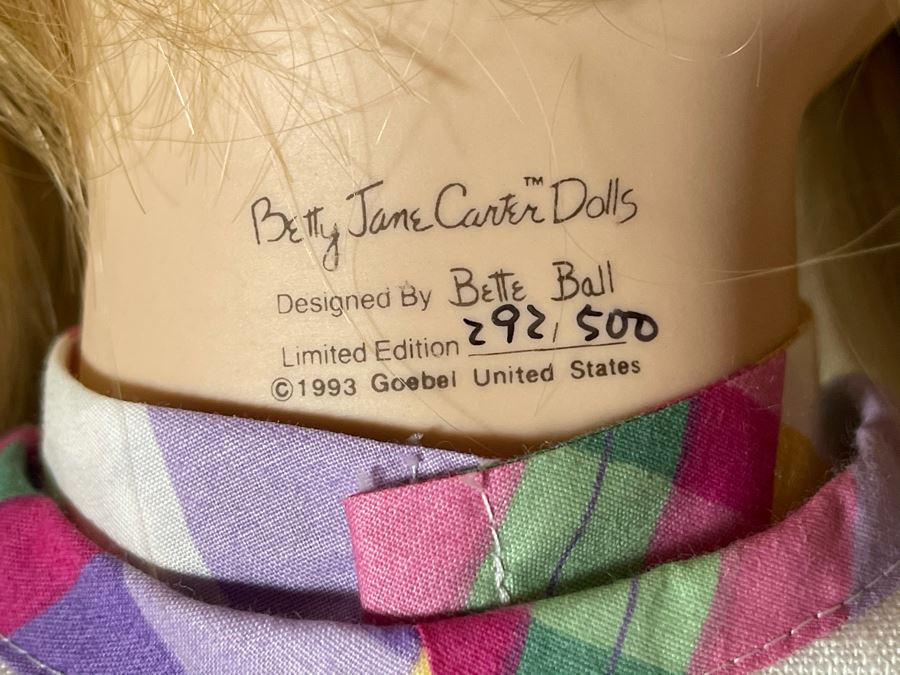 Betty Jane Carter™ Dolls
Designed By Bette Ball
Limited Edition 292/500
©1993 Goebel United States